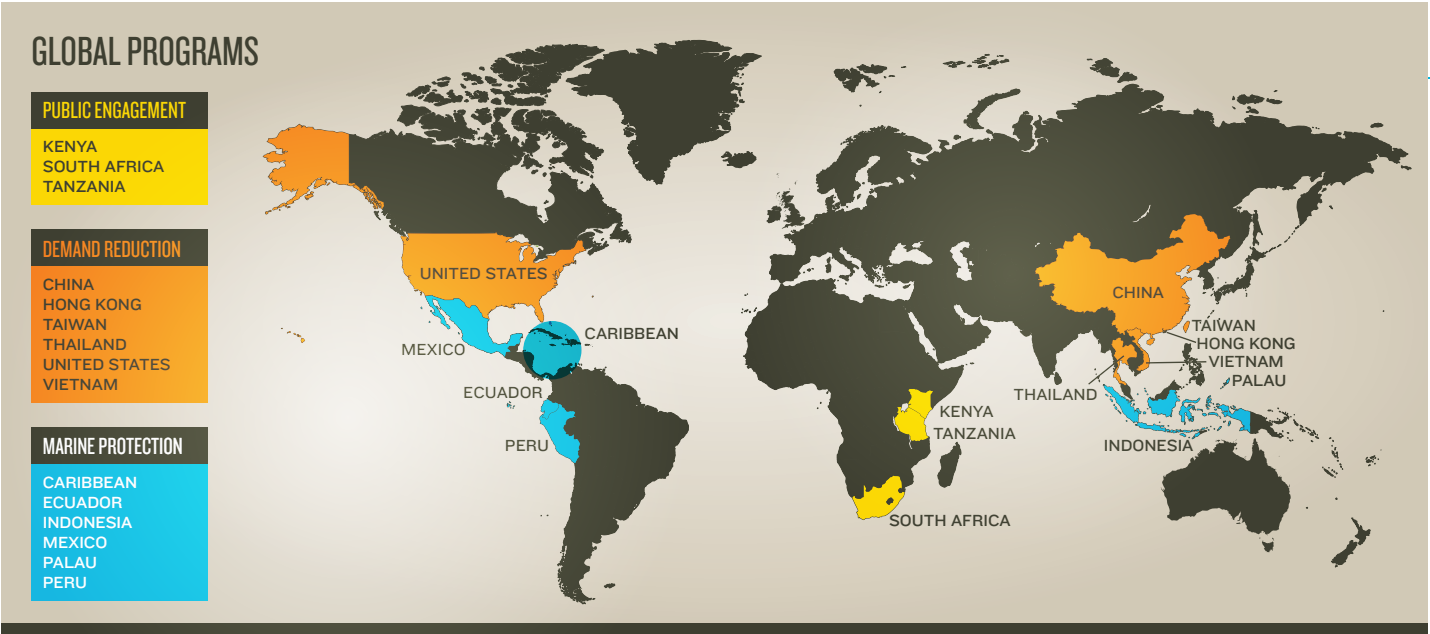 GLOBAL PROGRAMS
PUBLIC ENGAGEMENT
KENYA
SOUTH AFRICA
TANZANIA
DEMAND REDUCTION
CHINA
HONG KONG
TAIWAN
THAILAND
UNITED STATES
VIETNAM
MARINE PROTECTION
CARIBBEAN
ECUADOR
INDONESIA
MEXICO
PALAU
PERU
UNITED STATES
MEXICO
CARIBBEAN
ECUADOR
PERU
KENYA
TANZANIA
SOUTH AFRICA
CHINA
TAIWAN
HONG KONG
VIETNAM
PALAU
THAILAND
INDONESIA